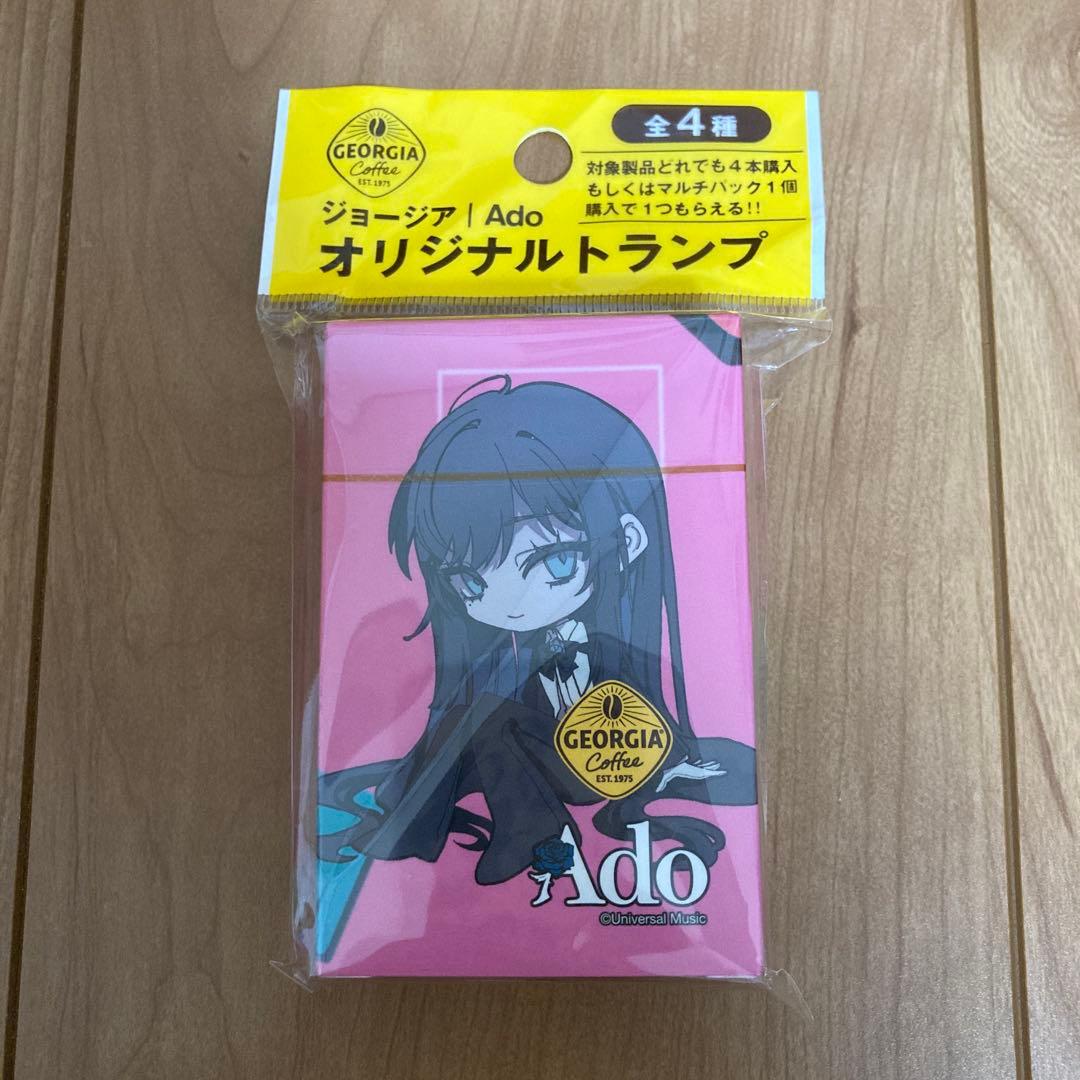 GEORGIA
Coffee
EST.1975
全4種
対象製品どれでも4本購入
もしくはマルチパック1個
購入で1つもらえる!!
ジョージア | Ado
オリジナルトランプ
GEORGIA
Coffee
EST.1975
Ado
©Universal Music